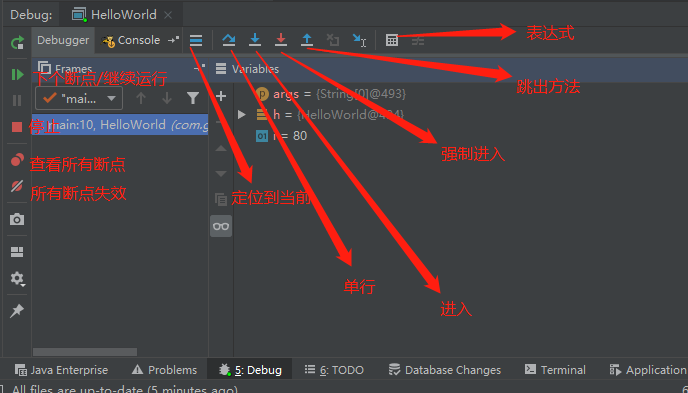 Debug: HelloWorld
Debugger Console
表达式
Frames Variables
下个断点/继续运行
跳出方法
"mai...
args = {String[0]@493}
h = {HelloWorld@494}
停止
main:10, HelloWorld (com.g
= 80
强制进入
查看所有断点
所有断点失效
定位到当前
单行
进入
Java Enterprise Problems 5: Debug 6: TODO Database Changes Terminal Application
All files are up-to-date (5 minutes ago)